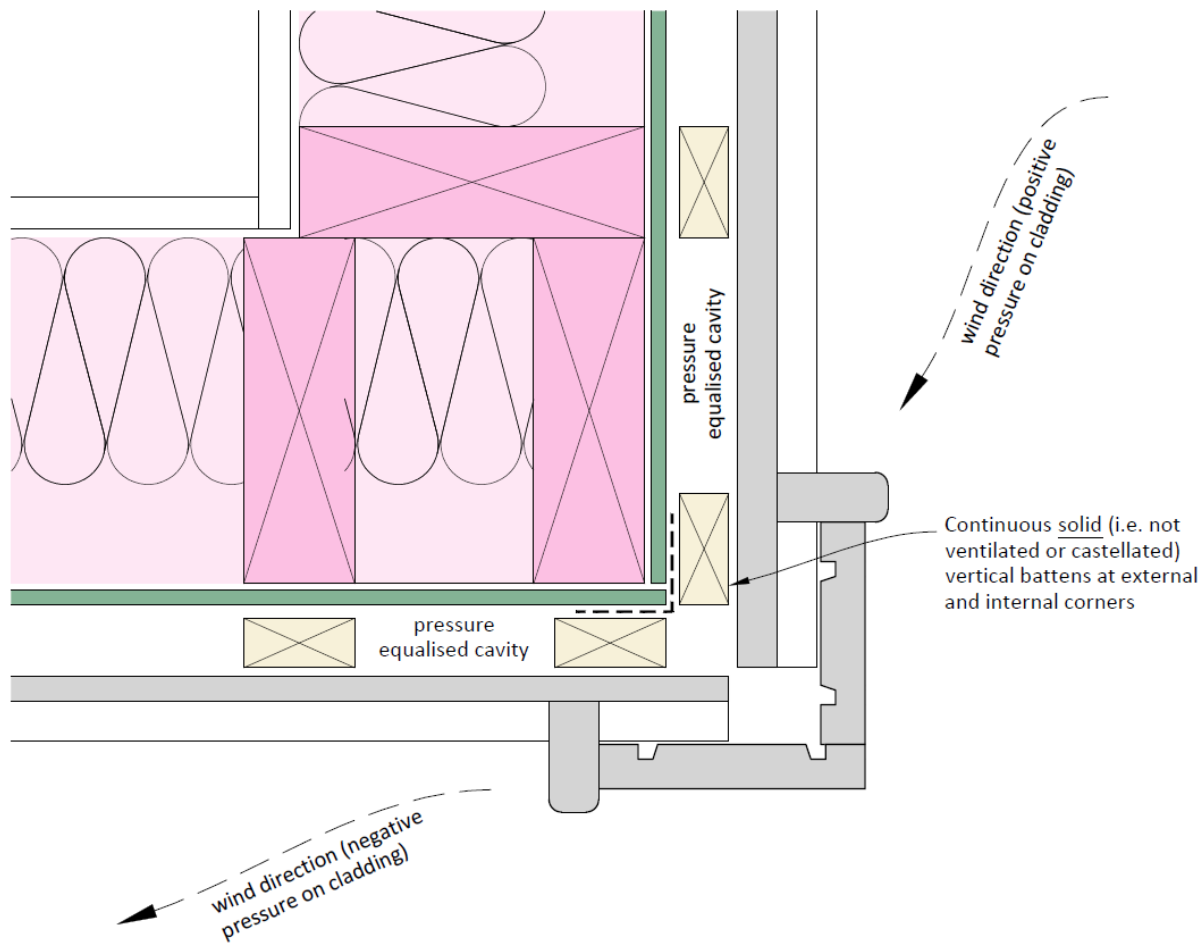 wind direction (positive
pressure on cladding)
pressure
equalised cavity
Continuous solid (i.e. not
ventilated or castellated)
vertical battens at external
and internal corners
pressure
equalised cavity
wind direction (negative
pressure on cladding)